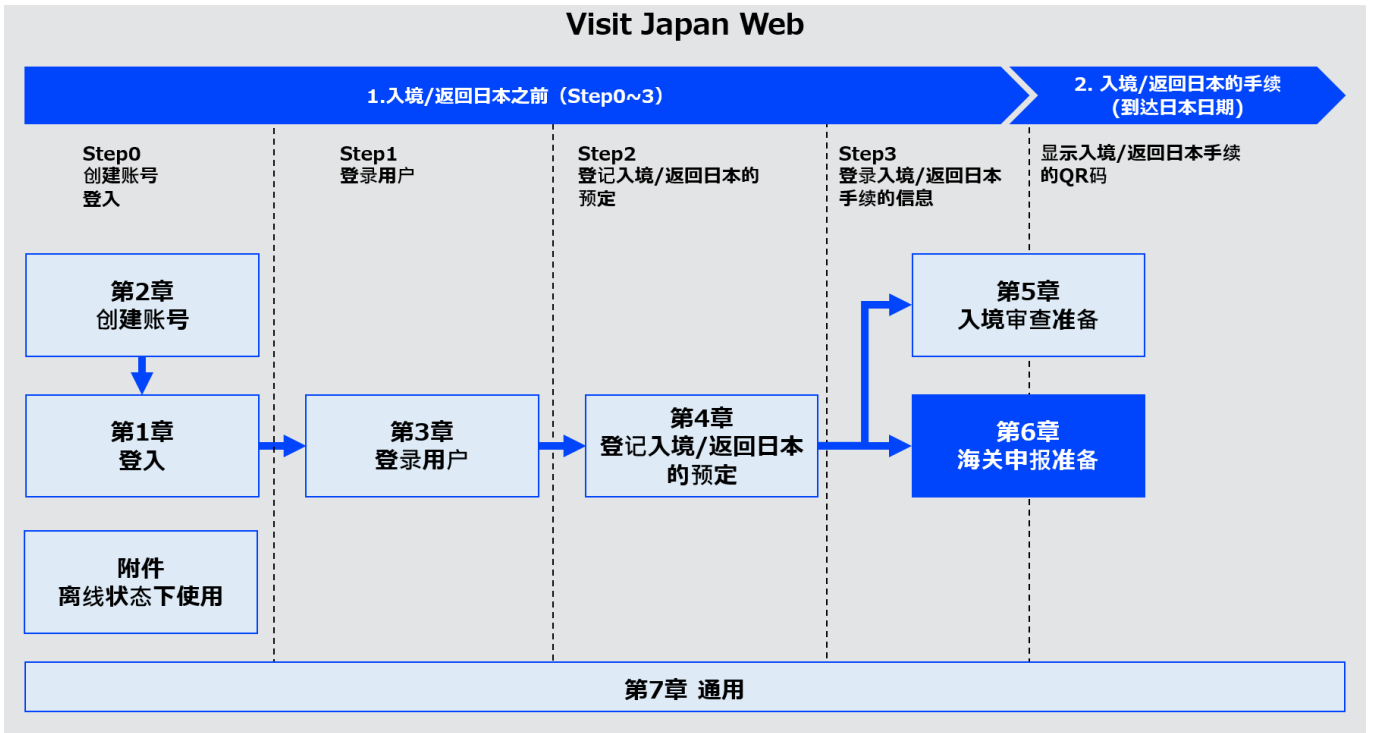 Visit Japan Web
1.入境/返回日本之前（Step0~3）
2. 入境/返回日本的手续
(到达日本日期)
Step0
创建账号
登入
Step1
登录用户
Step2
登记入境/返回日本的
预定
Step3
登录入境/返回日本
手续的信息
显示入境/返回日本手续
的QR码
第2章
创建账号
第5章
入境审查准备
第1章
登入
第3章
登录用户
第4章
登记入境/返回日本
的预定
第6章
海关申报准备
附件
离线状态下使用
第7章 通用